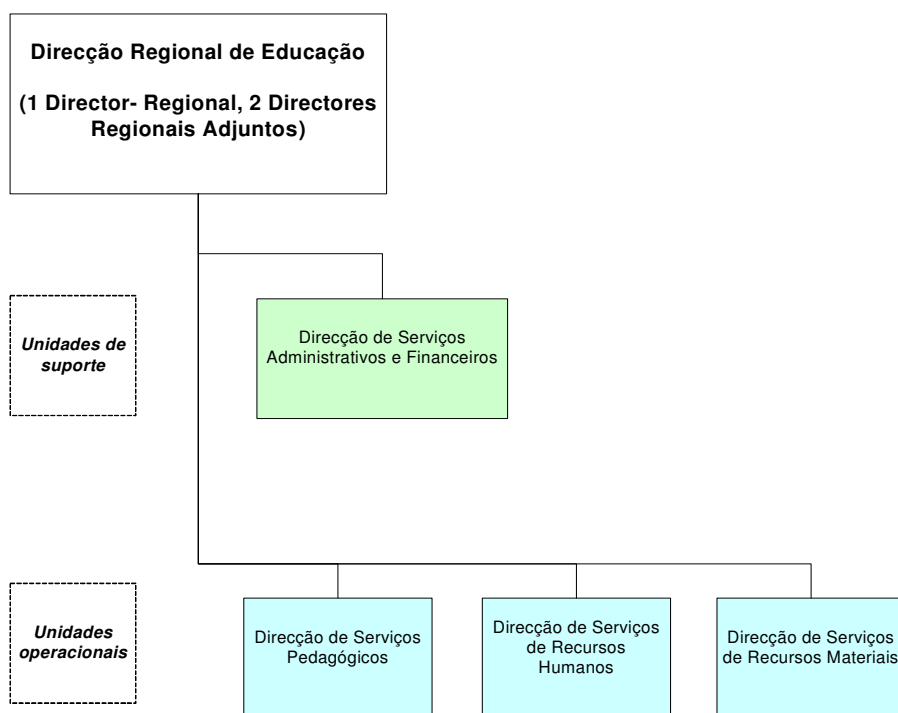 Direcção Regional de Educação
(1 Director- Regional, 2 Directores
Regionais Adjuntos)
Unidades de
suporte
Direcção de Serviços
Administrativos e Financeiros
Unidades
operacionais
Direcção de Serviços
Pedagógicos
Direcção de Serviços
de Recursos
Humanos
Direcção de Serviços
de Recursos Materiais